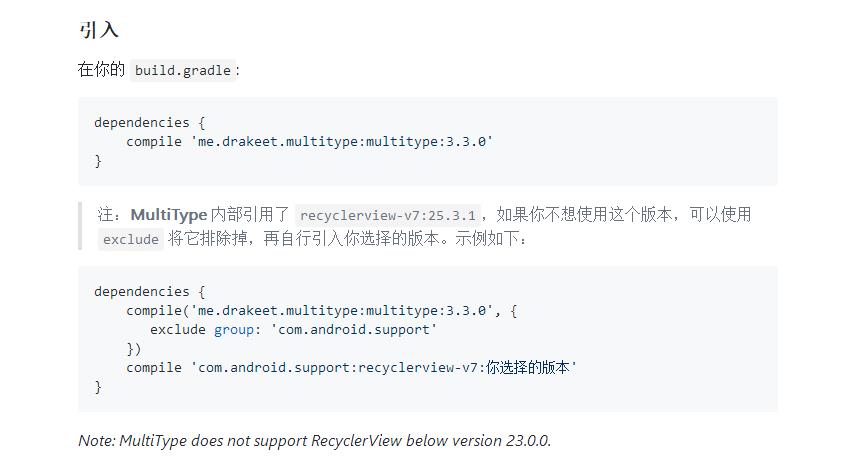 引入
在你的 build.gradle:
dependencies {
    compile 'me.drakeet.multitype:multitype:3.3.0'
}
注：MultiType 内部引用了 recyclerview-v7:25.3.1，如果你不想使用这个版本，可以使用
exclude 将它排除掉，再自行引入你选择的版本。示例如下：
dependencies {
    compile('me.drakeet.multitype:multitype:3.3.0', {
       exclude group: 'com.android.support'
    })
    compile 'com.android.support:recyclerview-v7:你选择的版本'
}
Note: MultiType does not support RecyclerView below version 23.0.0.